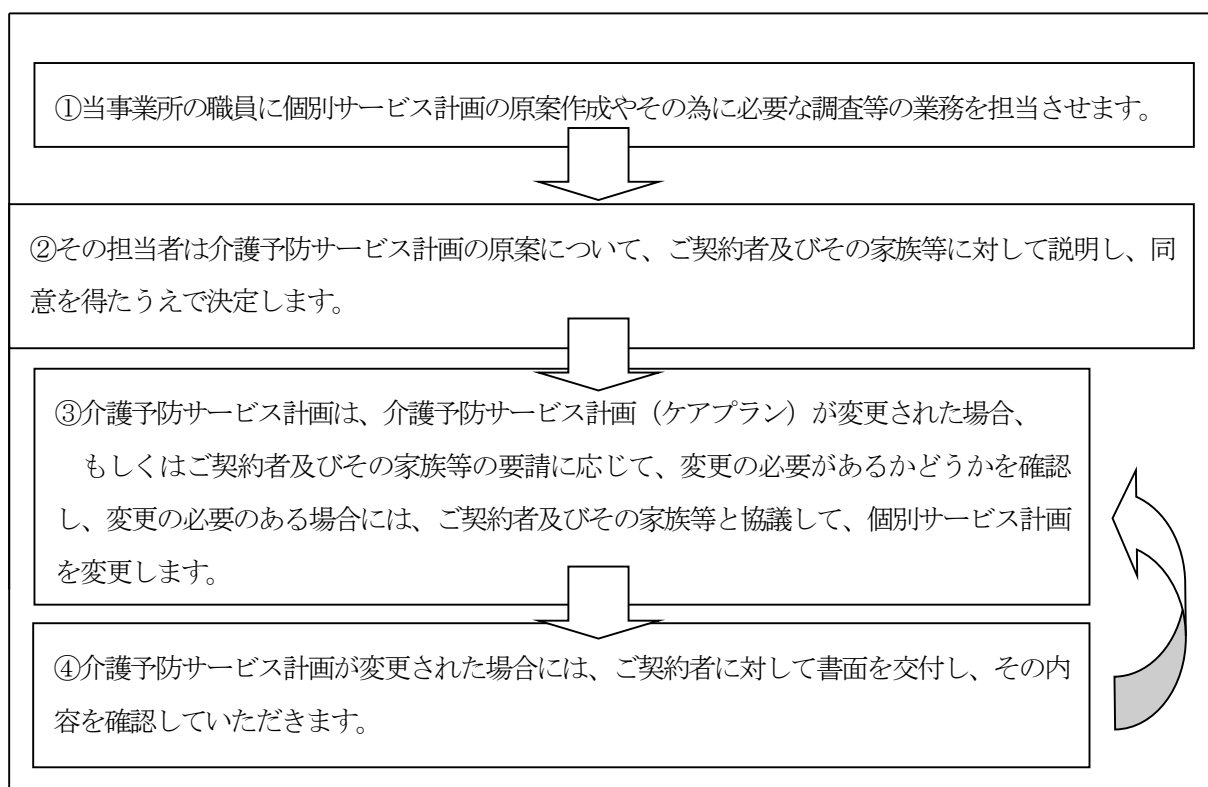 ①当事業所の職員に個別サービス計画の原案作成やその為に必要な調査等の業務を担当させます。
②その担当者は介護予防サービス計画の原案について、ご契約者及びその家族等に対して説明し、同
意を得たうえで決定します。
③介護予防サービス計画は、介護予防サービス計画（ケアプラン）が変更された場合、
もしくはご契約者及びその家族等の要請に応じて、変更の必要があるかどうかを確認
し、変更の必要のある場合には、ご契約者及びその家族等と協議して、個別サービス計画
を変更します。
④介護予防サービス計画が変更された場合には、ご契約者に対して書面を交付し、その内
容を確認していただきます。